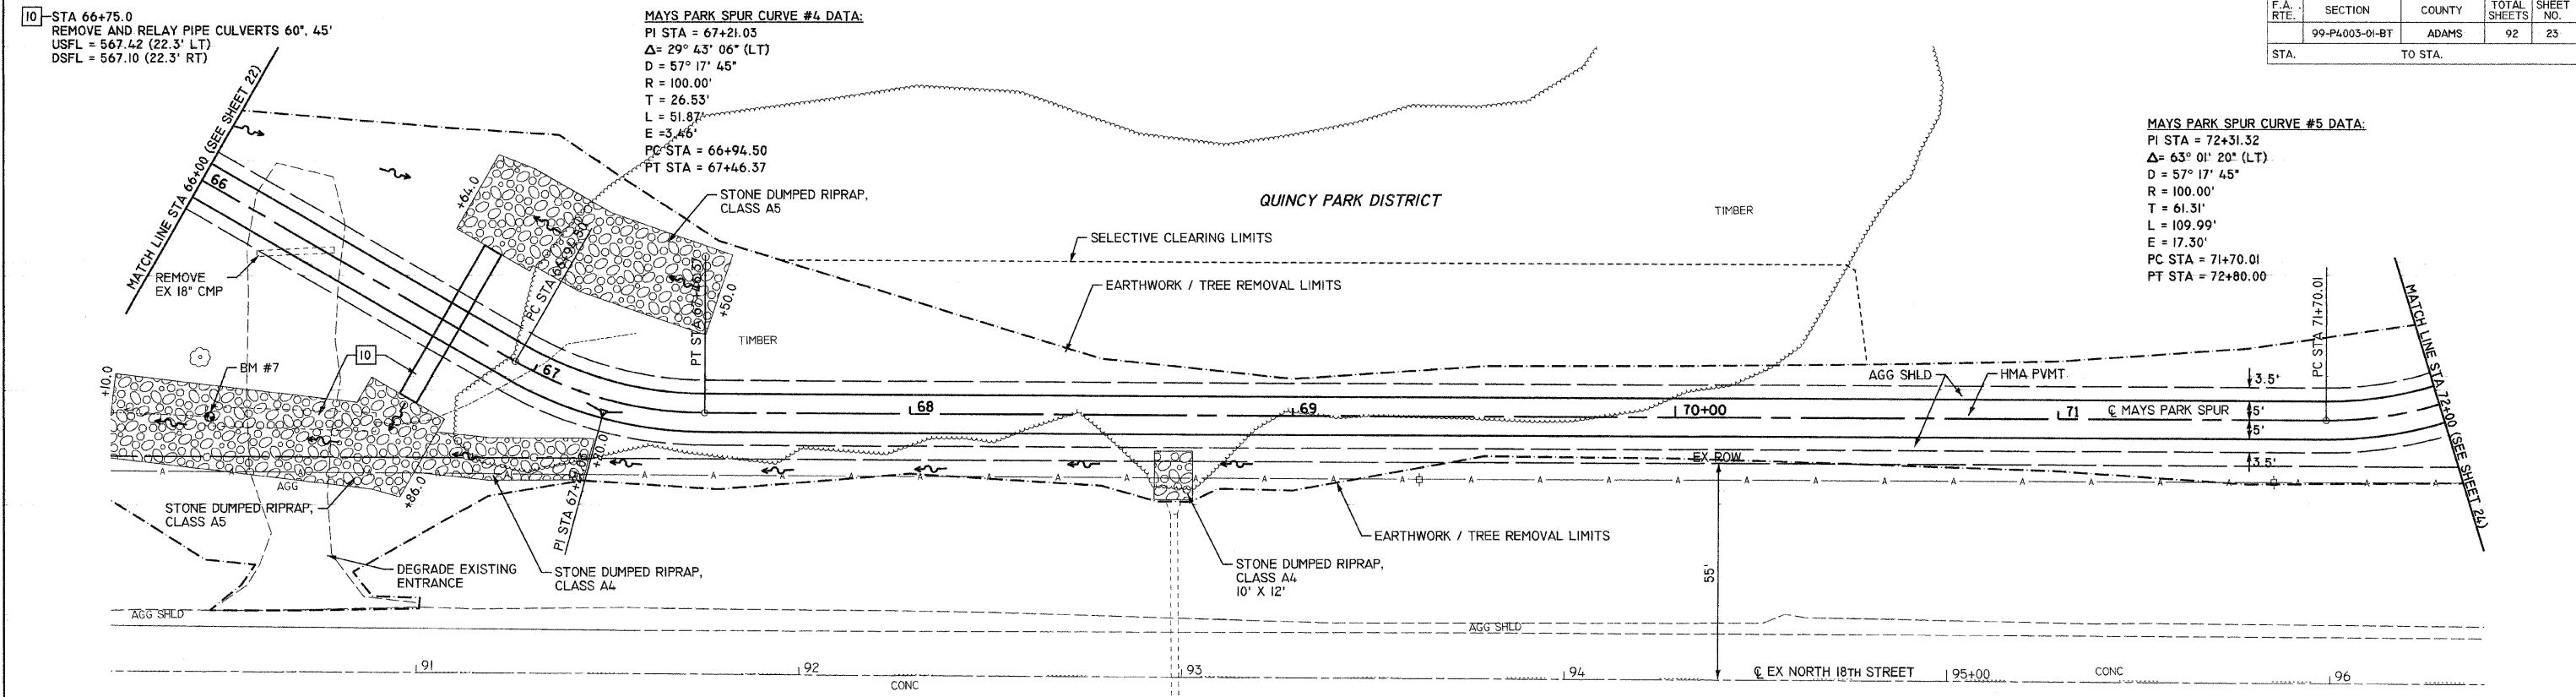 10 STA 66+75.0
REMOVE AND RELAY PIPE CULVERTS 60", 45'
USFL = 567.42 (22.3' LT)
DSFL = 567.10 (22.3' RT)
MAYS PARK SPUR CURVE #4 DATA:
PI STA = 67+21.03
Δ= 29° 43' 06" (LT)
D = 57° 17' 45"
R = 100.00'
T = 26.53'
L = 51.87'
E =3.46'
PC STA = 66+94.50
PT STA = 67+46.37
F.A. RTE.
SECTION
COUNTY
TOTAL SHEETS
SHEET NO.
99-P4003-01-BT
ADAMS
92
23
STA.
TO STA.
MAYS PARK SPUR CURVE #5 DATA:
PI STA = 72+31.32
Δ= 63° 01' 20" (LT)
D = 57° 17' 45"
R = 100.00'
T = 61.31'
L = 109.99'
E = 17.30'
PC STA = 71+70.01
PT STA = 72+80.00
MATCH LINE STA 66+00 (SEE SHEET 22)
66
+64.0
STONE DUMPED RIPRAP,
CLASS A5
QUINCY PARK DISTRICT
TIMBER
SELECTIVE CLEARING LIMITS
EARTHWORK / TREE REMOVAL LIMITS
REMOVE
EX 18" CMP
PC STA 66+94.50
PT STA 67+46.37
+50.0
TIMBER
PC STA 71+70.01
MATCH LINE STA 72+00 (SEE SHEET 24)
10
BM #7
+10.0
67
AGG SHLD
HMA PVMT
3.5'
68
69
70+00
71
℄ MAYS PARK SPUR
5'
5'
3.5'
+80.0
A A A A A A A A A A A A A A A A A A A A A A A A A A A A A A
EX ROW
AGG
+86.0
STONE DUMPED RIPRAP,
CLASS A5
EARTHWORK / TREE REMOVAL LIMITS
DEGRADE EXISTING
ENTRANCE
STONE DUMPED RIPRAP,
CLASS A4
STONE DUMPED RIPRAP,
CLASS A4
10' X 12'
55'
AGG SHLD
AGG SHLD
91
92
93
94
℄ EX NORTH 18TH STREET
95+00
CONC
96
CONC